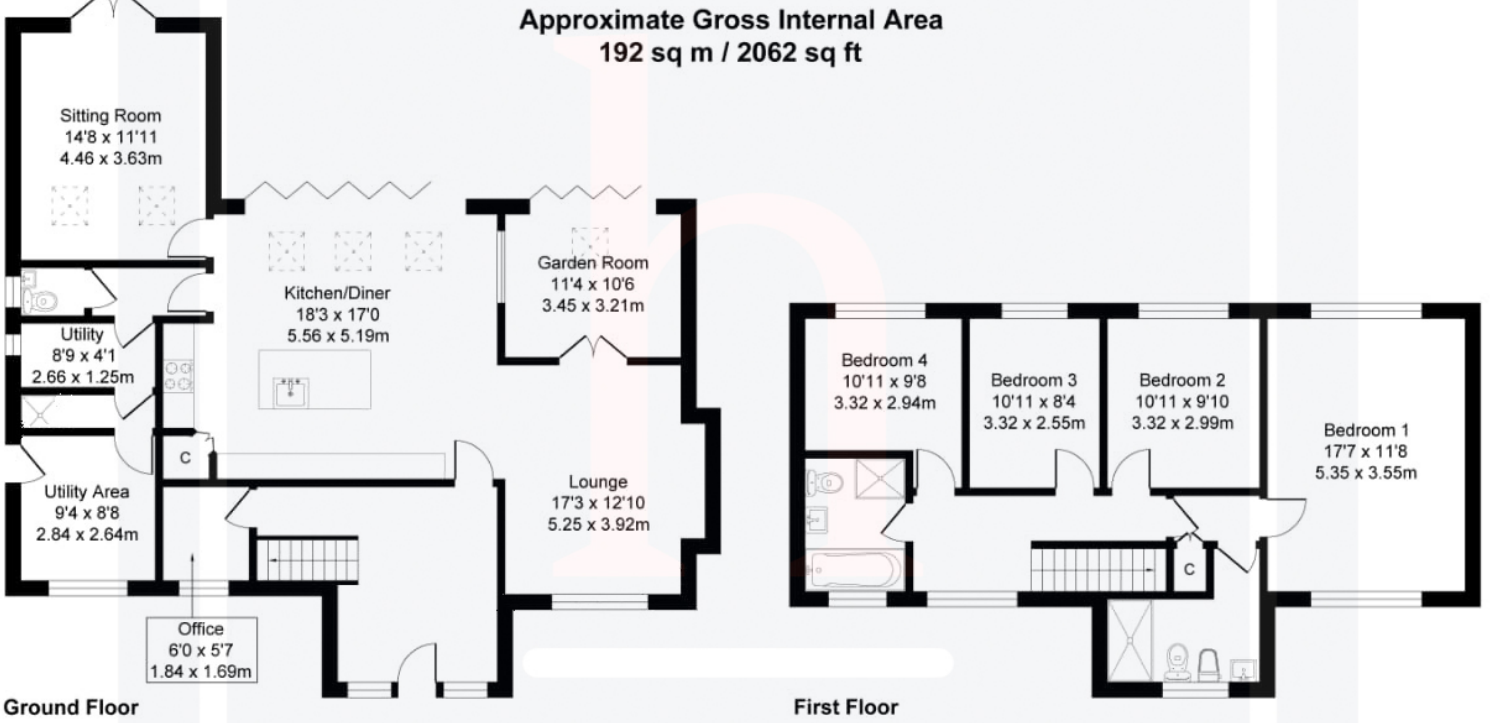 Approximate Gross Internal Area
192 sq m / 2062 sq ft
Sitting Room
14'8 x 11'11
4.46 x 3.63m
Kitchen/Diner
18'3 x 17'0
5.56 x 5.19m
Garden Room
11'4 x 10'6
3.45 x 3.21m
Utility
8'9 x 4'1
2.66 x 1.25m
C
Utility Area
9'4 x 8'8
2.84 x 2.64m
Lounge
17'3 x 12'10
5.25 x 3.92m
Office
6'0 x 5'7
1.84 x 1.69m
Ground Floor
Bedroom 4
10'11 x 9'8
3.32 x 2.94m
Bedroom 3
10'11 x 8'4
3.32 x 2.55m
Bedroom 2
10'11 x 9'10
3.32 x 2.99m
Bedroom 1
17'7 x 11'8
5.35 x 3.55m
C
First Floor
h